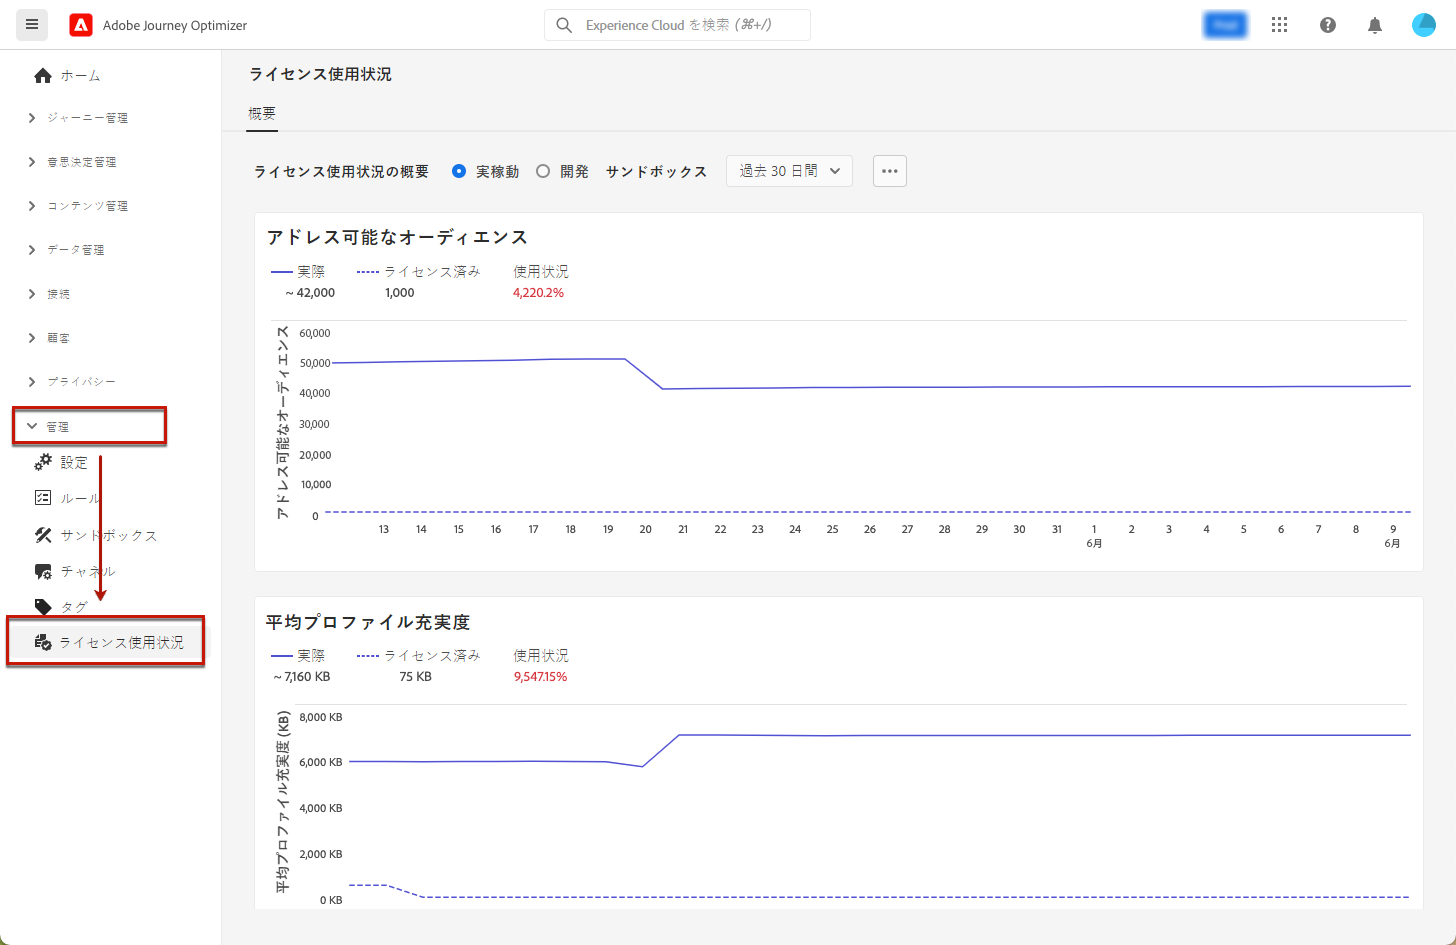 Adobe Journey Optimizer
Experience Cloud を検索 (⌘+/)
ホーム
ジャーニー管理
意思決定管理
コンテンツ管理
データ管理
接続
顧客
プライバシー
管理
設定
ルール
サンドボックス
チャネル
タグ
ライセンス使用状況
ライセンス使用状況
概要
ライセンス使用状況の概要 実稼動 開発 サンドボックス 過去 30 日間
アドレス可能なオーディエンス
実際 ライセンス済み 使用状況
~ 42,000 1,000 4,220.2%
アドレス可能なオーディエンス
60,000
50,000
40,000
30,000
20,000
10,000
0
13 14 15 16 17 18 19 20 21 22 23 24 25 26 27 28 29 30 31 1 2 3 4 5 6 7 8 9
6月 6月
平均プロファイル充実度
実際 ライセンス済み 使用状況
~ 7,160 KB 75 KB 9,547.15%
平均プロファイル充実度 (KB)
8,000 KB
6,000 KB
4,000 KB
2,000 KB
0 KB